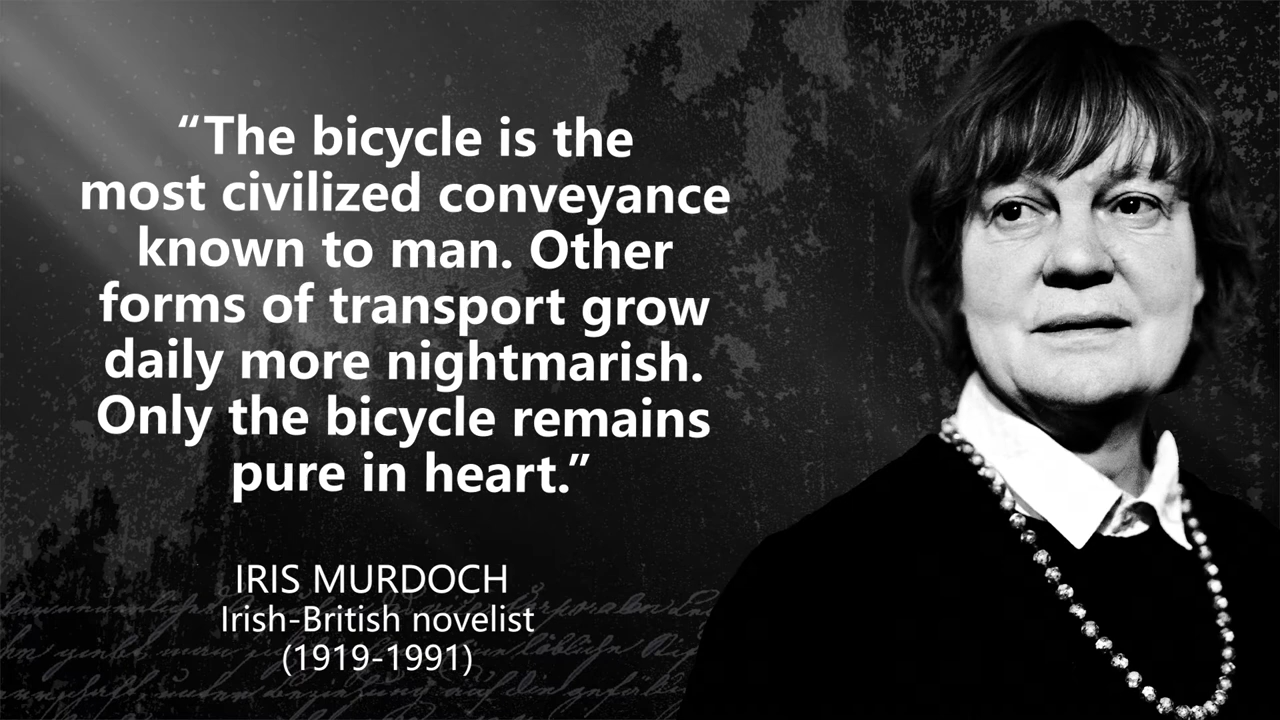 “The bicycle is the
most civilized conveyance
known to man. Other
forms of transport grow
daily more nightmarish.
Only the bicycle remains
pure in heart.”
IRIS MURDOCH
Irish-British novelist
(1919-1991)